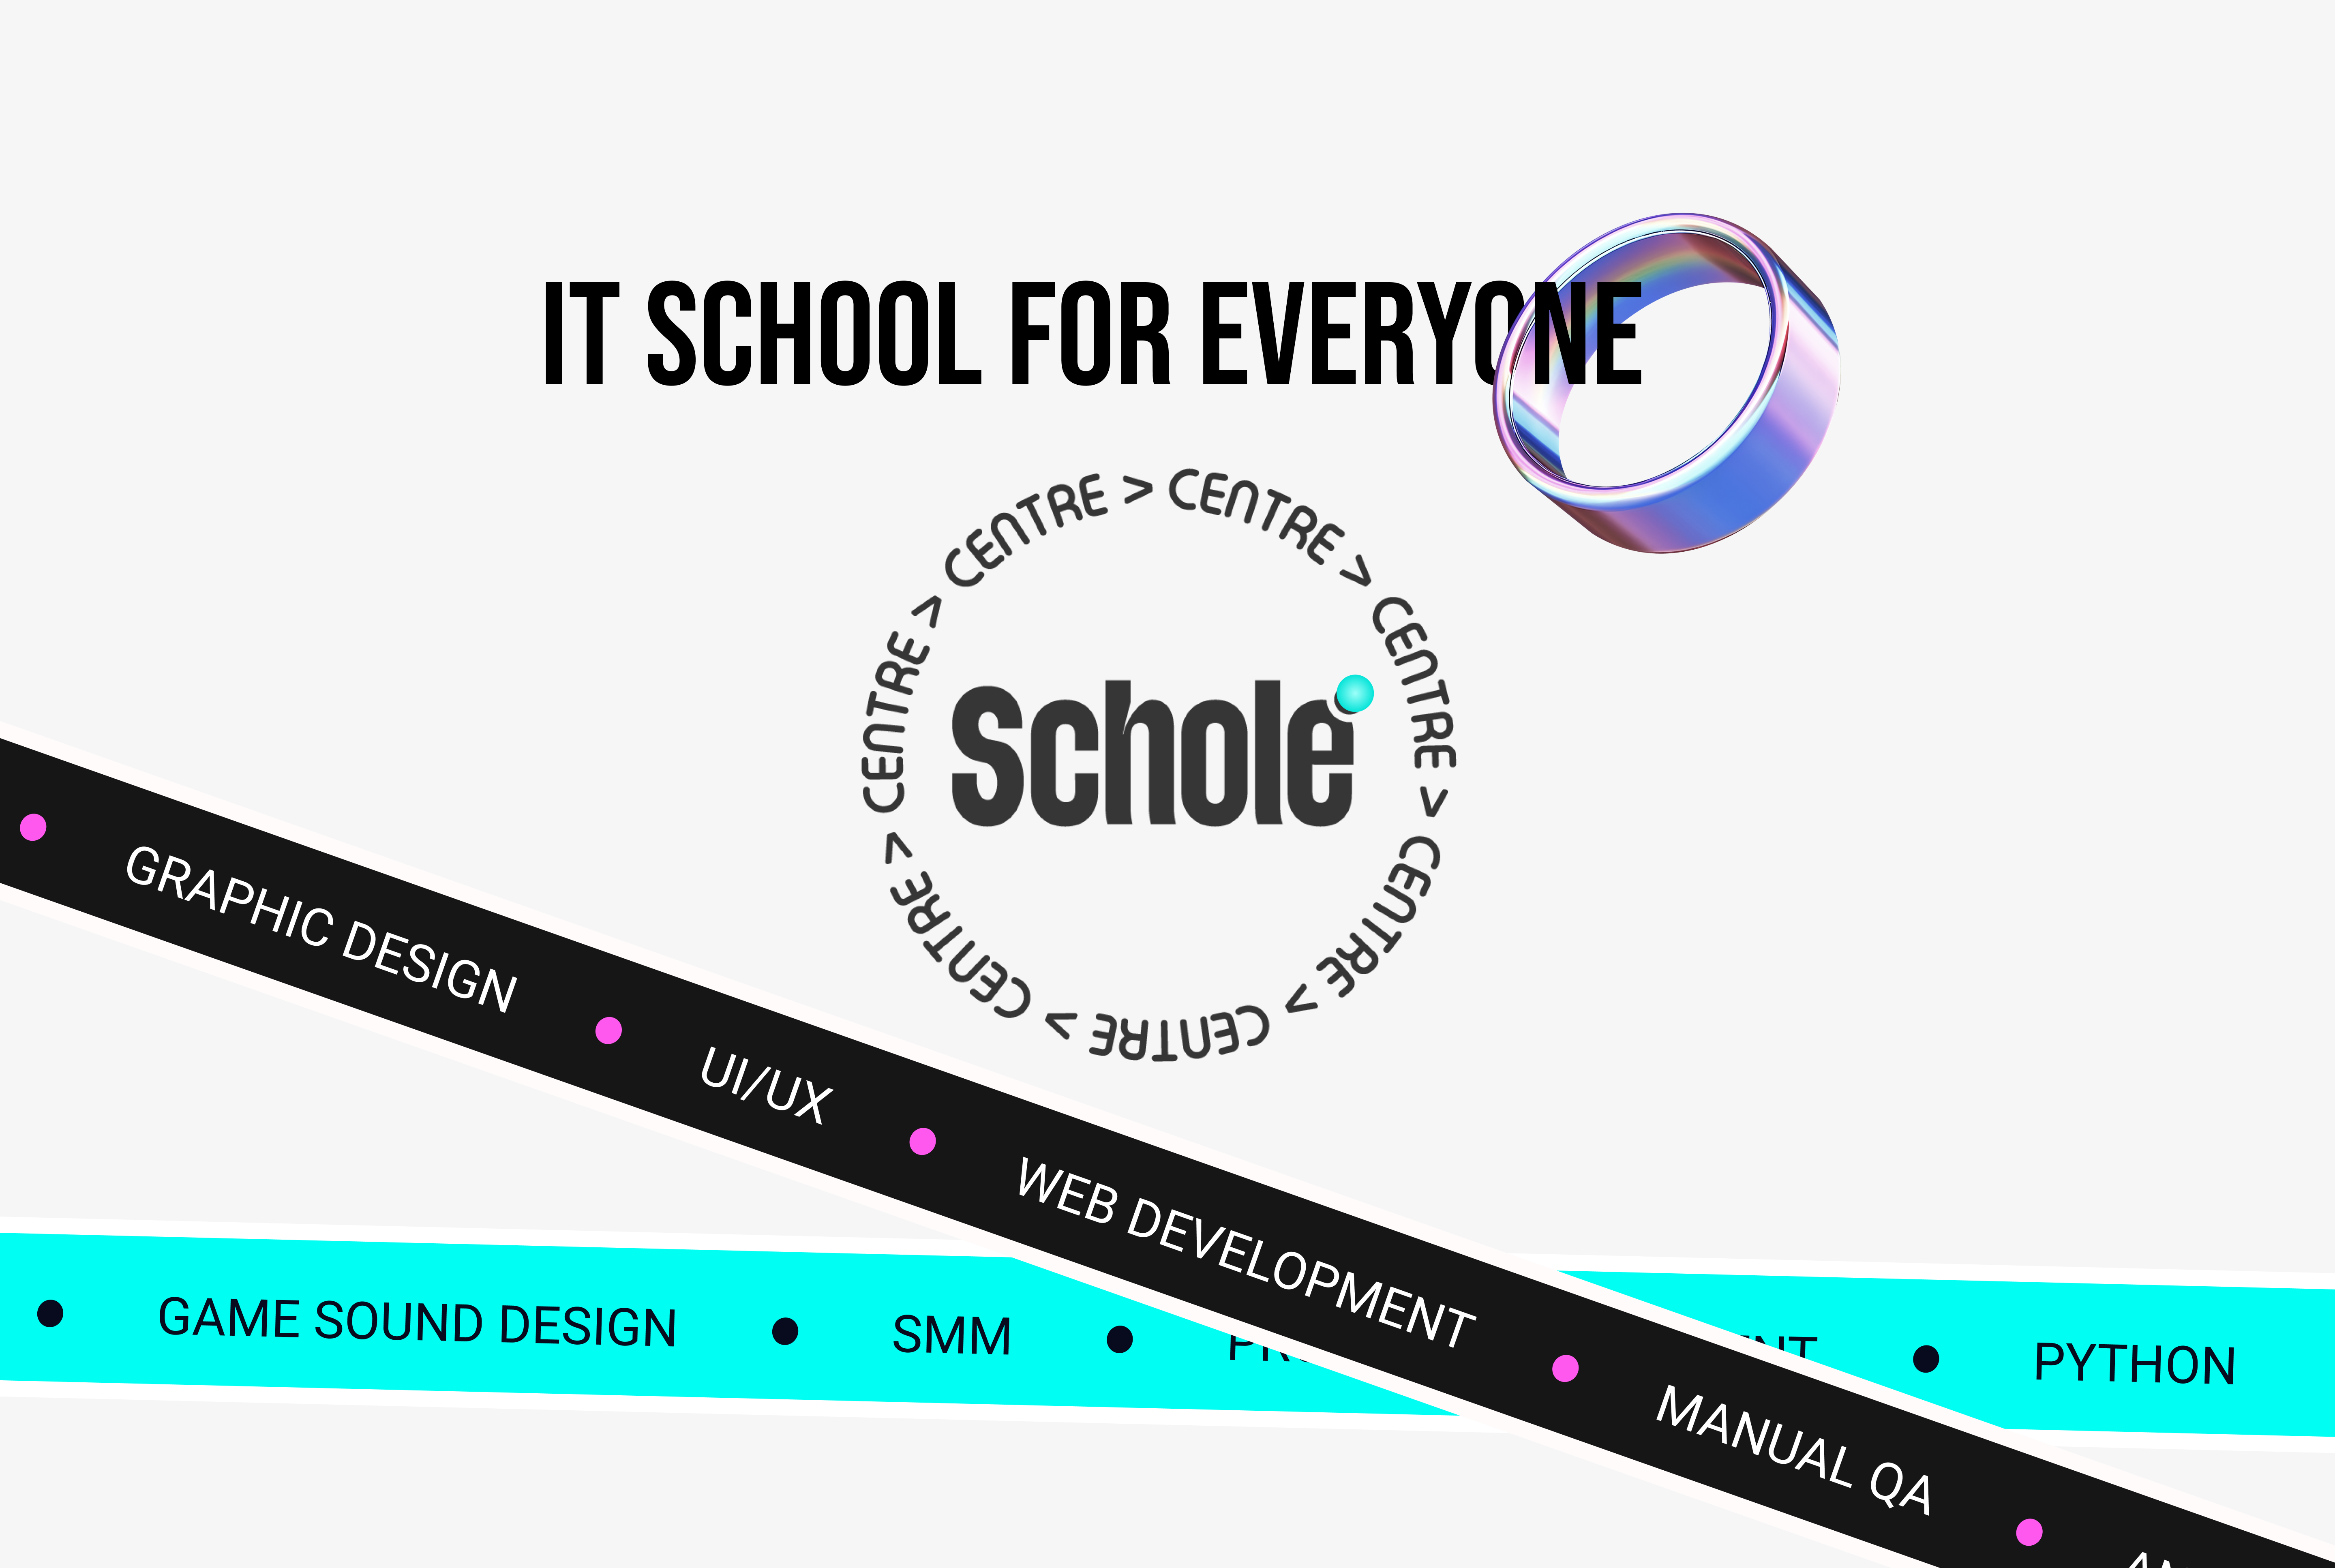 IT SCHOOL FOR EVERYONE
CENTRE > CENTRE > CENTRE > CENTRE > CENTRE > CENTRE > CENTRE >
Schole
GRAPHIC DESIGN • UI/UX • WEB DEVELOPMENT • MANUAL QA •
GAME SOUND DESIGN • SMM • • PYTHON